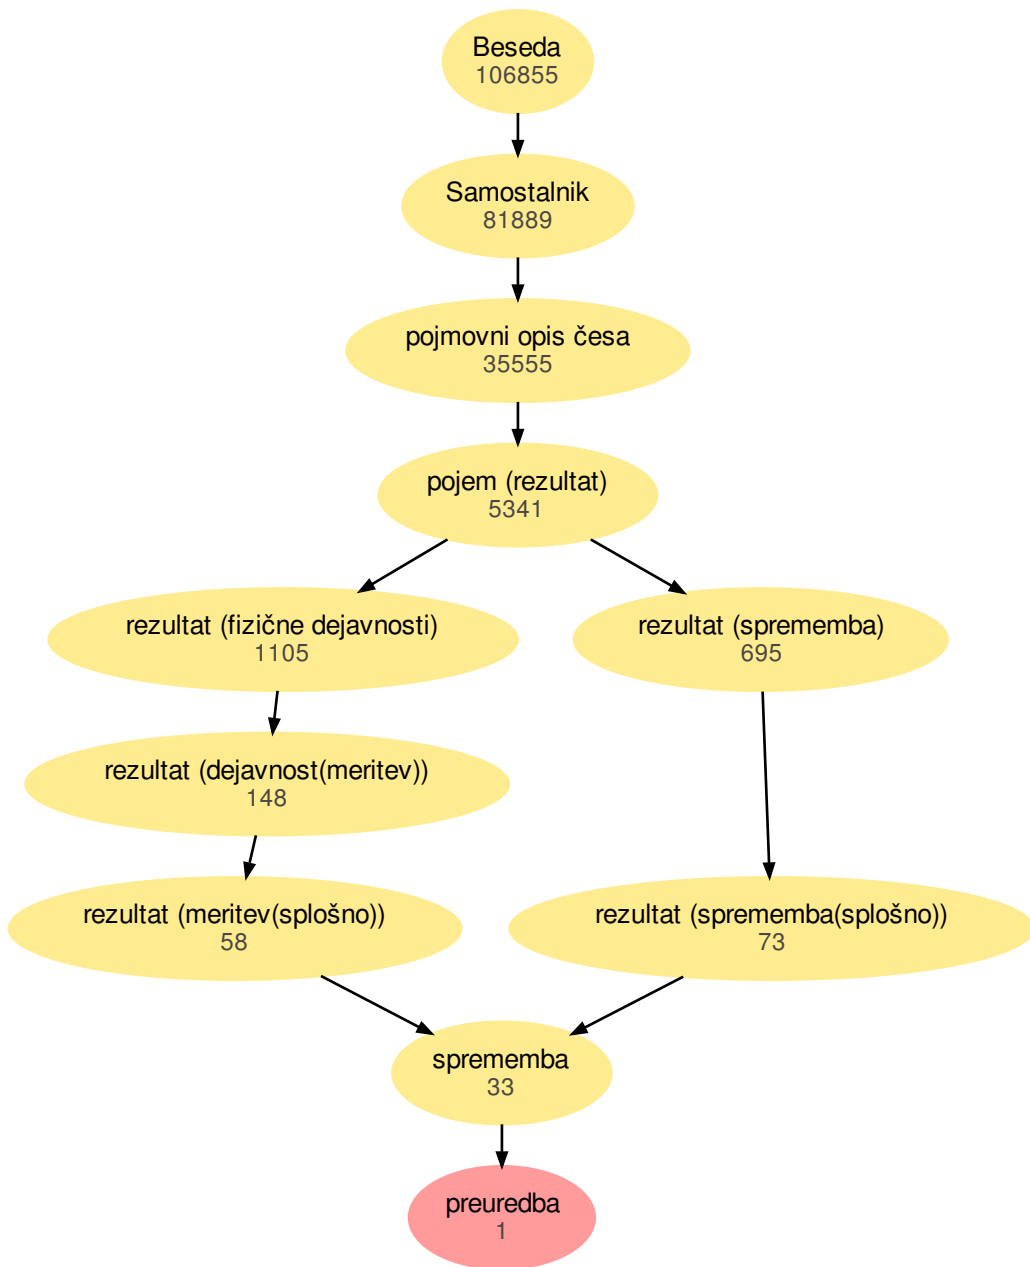 Beseda
106855
Samostalnik
81889
pojmovni opis česa
35555
pojem (rezultat)
5341
rezultat (fizične dejavnosti)
1105
rezultat (sprememba)
695
rezultat (dejavnost(meritev))
148
rezultat (meritev(splošno))
58
rezultat (sprememba(splošno))
73
sprememba
33
preuredba
1